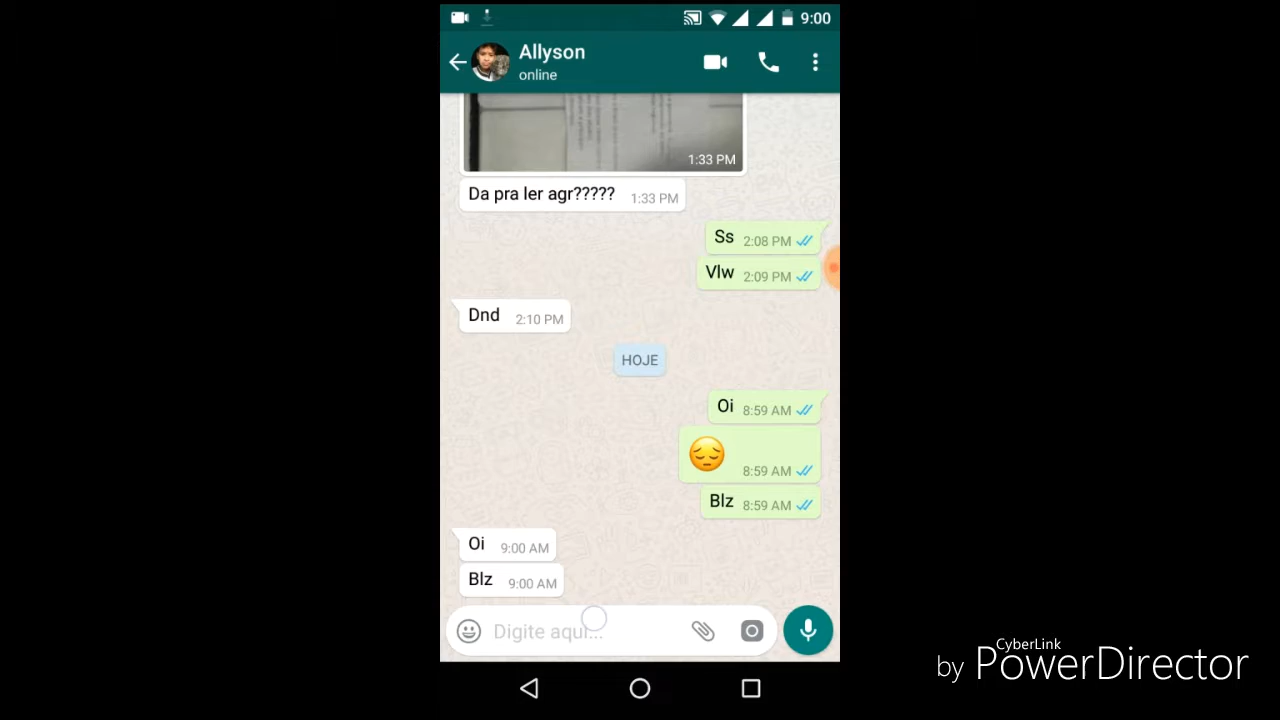 9:00
Allyson
online
1:33 PM
Da pra ler agr????? 1:33 PM
Ss 2:08 PM
Vlw 2:09 PM
Dnd 2:10 PM
HOJE
Oi 8:59 AM
8:59 AM
Blz 8:59 AM
Oi 9:00 AM
Blz 9:00 AM
Digite aqui...
CyberLink
by PowerDirector